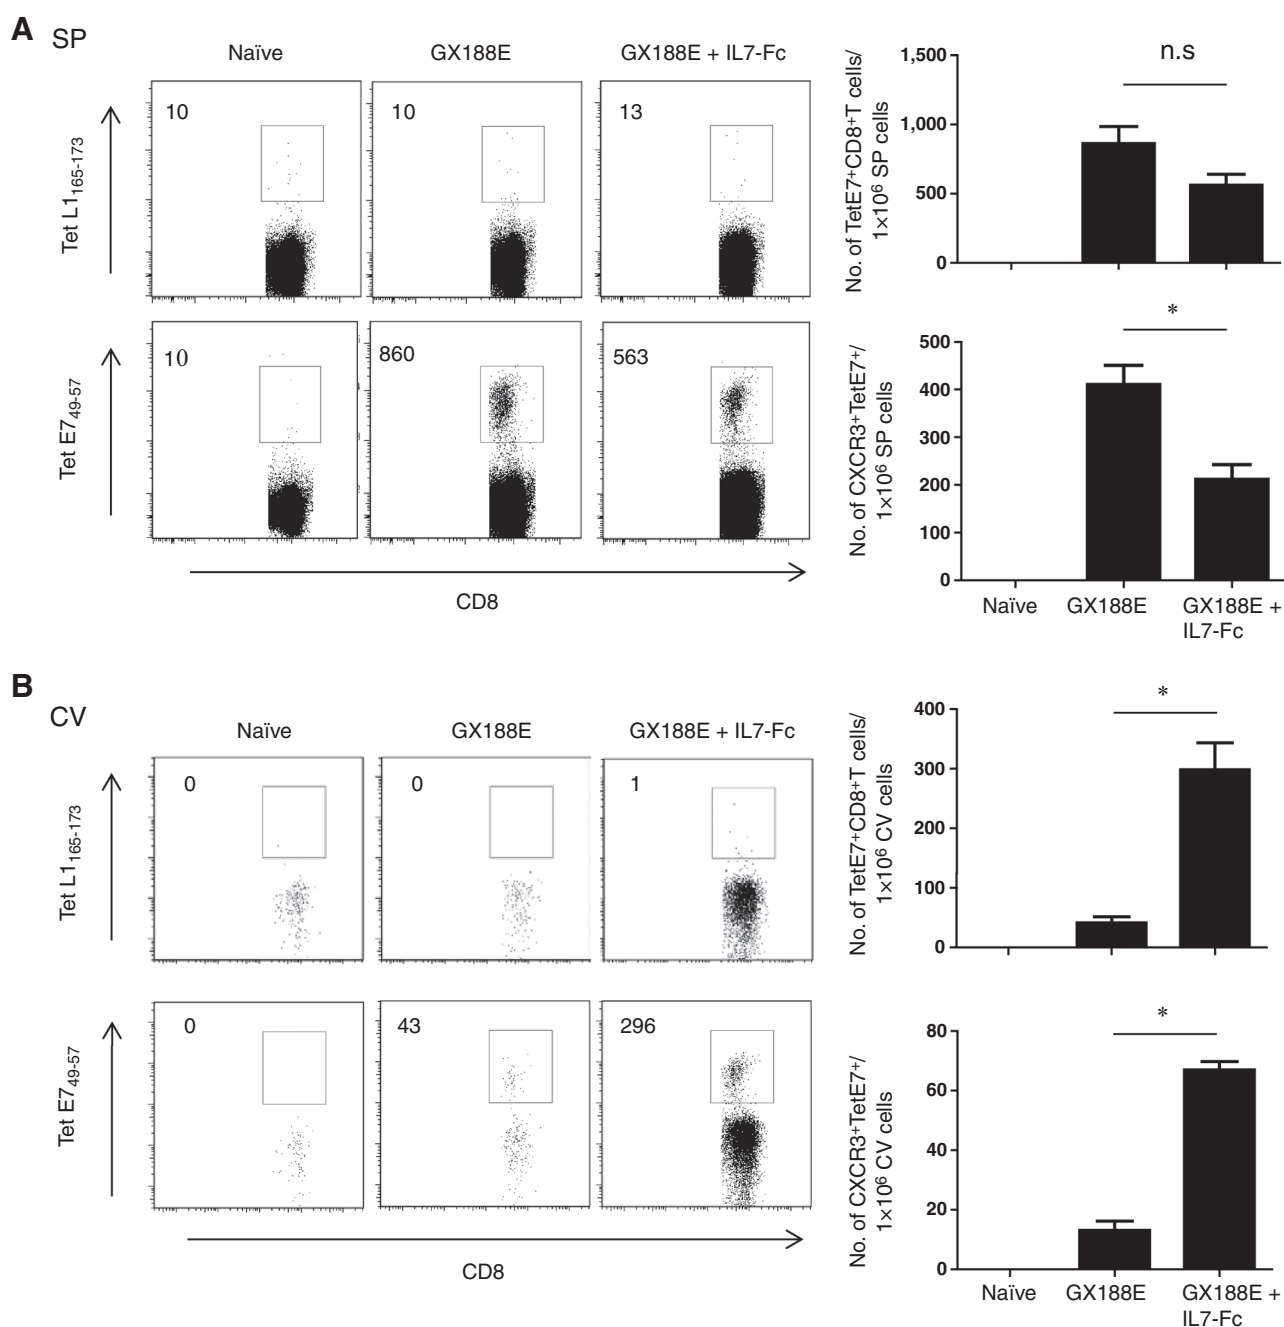 A SP
Naïve GX188E GX188E + IL7-Fc
Tet L1165-173
10 10 13
Tet E749-57
10 860 563
CD8
No. of TetE7+CD8+T cells/
1×106 SP cells
1,500
1,000
500
0
n.s
No. of CXCR3+TetE7+/
1×106 SP cells
500
400
300
200
100
0
*
Naïve GX188E GX188E +
IL7-Fc
B CV
Naïve GX188E GX188E + IL7-Fc
Tet L1165-173
0 0 1
Tet E749-57
0 43 296
CD8
No. of TetE7+CD8+T cells/
1×106 CV cells
400
300
200
100
0
*
No. of CXCR3+TetE7+/
1×106 CV cells
80
60
40
20
0
*
Naïve GX188E GX188E +
IL7-Fc